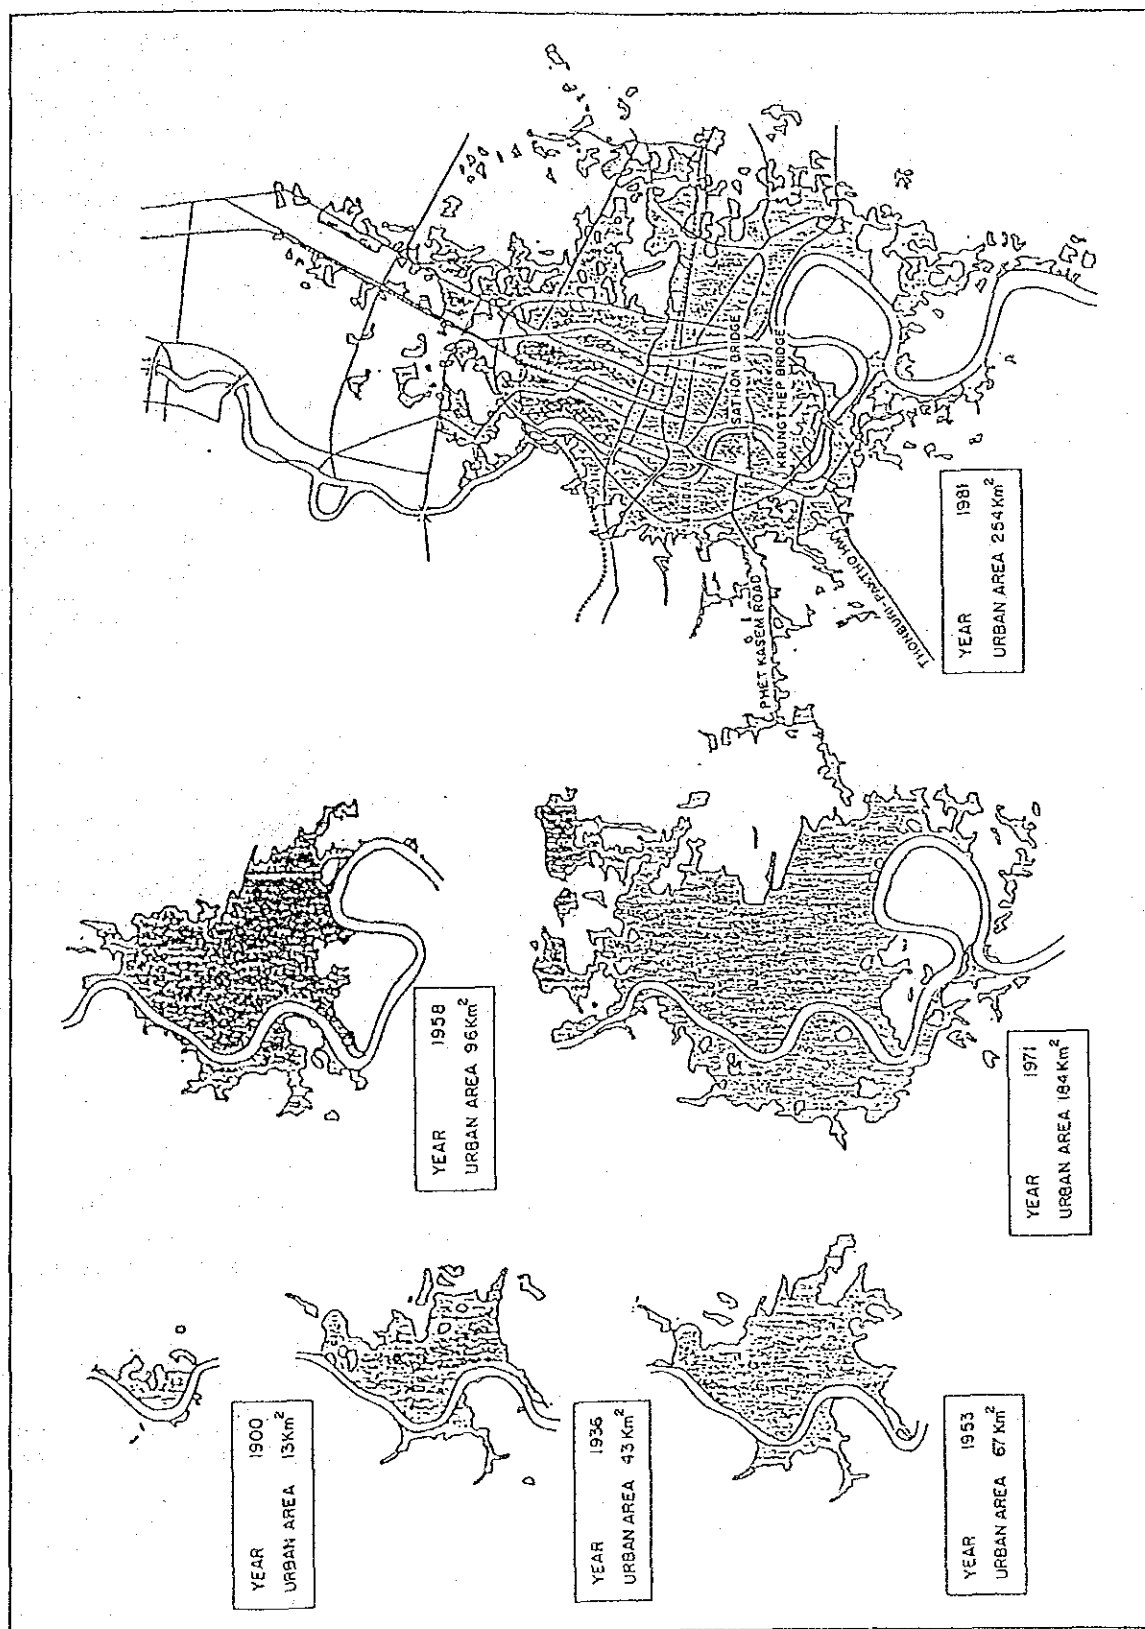 YEAR 1900
URBAN AREA 13Km²
YEAR 1936
URBAN AREA 43 Km²
YEAR 1953
URBAN AREA 67 Km²
YEAR 1958
URBAN AREA 96Km²
YEAR 1971
URBAN AREA 184Km²
PHET KASEM ROAD
THONBURI-PAKTHO HWY
SATHON BRIDGE
KRUNGTHEP BRIDGE
YEAR 1981
URBAN AREA 254Km²